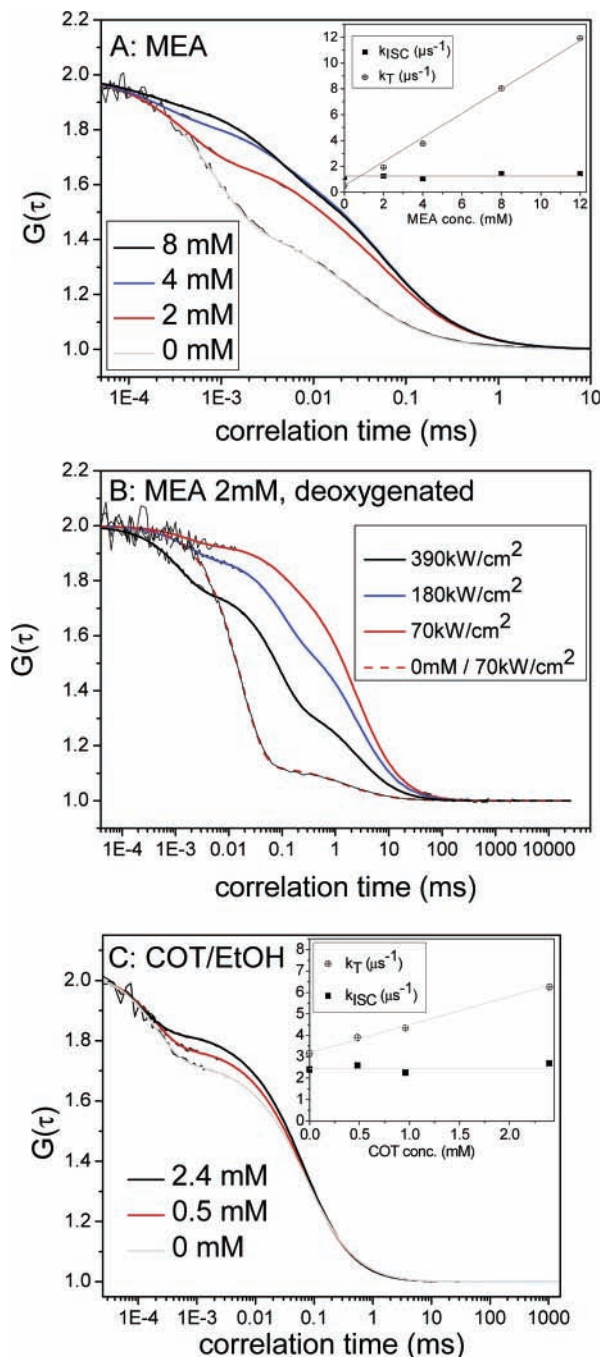 A: MEA
k_ISC (μs⁻¹)
k_T (μs⁻¹)
12
10
8
6
4
2
0
0 2 4 6 8 10 12
MEA conc. (mM)
2.0
1.8
1.6
1.4
1.2
1.0
G(τ)
8 mM
4 mM
2 mM
0 mM
1E-4 1E-3 0.01 0.1 1 10
correlation time (ms)
B: MEA 2mM, deoxygenated
2.2
2.0
1.8
1.6
1.4
1.2
1.0
G(τ)
390kW/cm²
180kW/cm²
70kW/cm²
0mM / 70kW/cm²
1E-4 1E-3 0.01 0.1 1 10 100 1000 10000
correlation time (ms)
C: COT/EtOH
k_T (μs⁻¹)
k_ISC (μs⁻¹)
8
7
6
5
4
3
2
1
0
0.0 0.5 1.0 1.5 2.0
COT conc. (mM)
2.2
2.0
1.8
1.6
1.4
1.2
1.0
G(τ)
2.4 mM
0.5 mM
0 mM
1E-4 1E-3 0.01 0.1 1 10 100 1000
correlation time (ms)